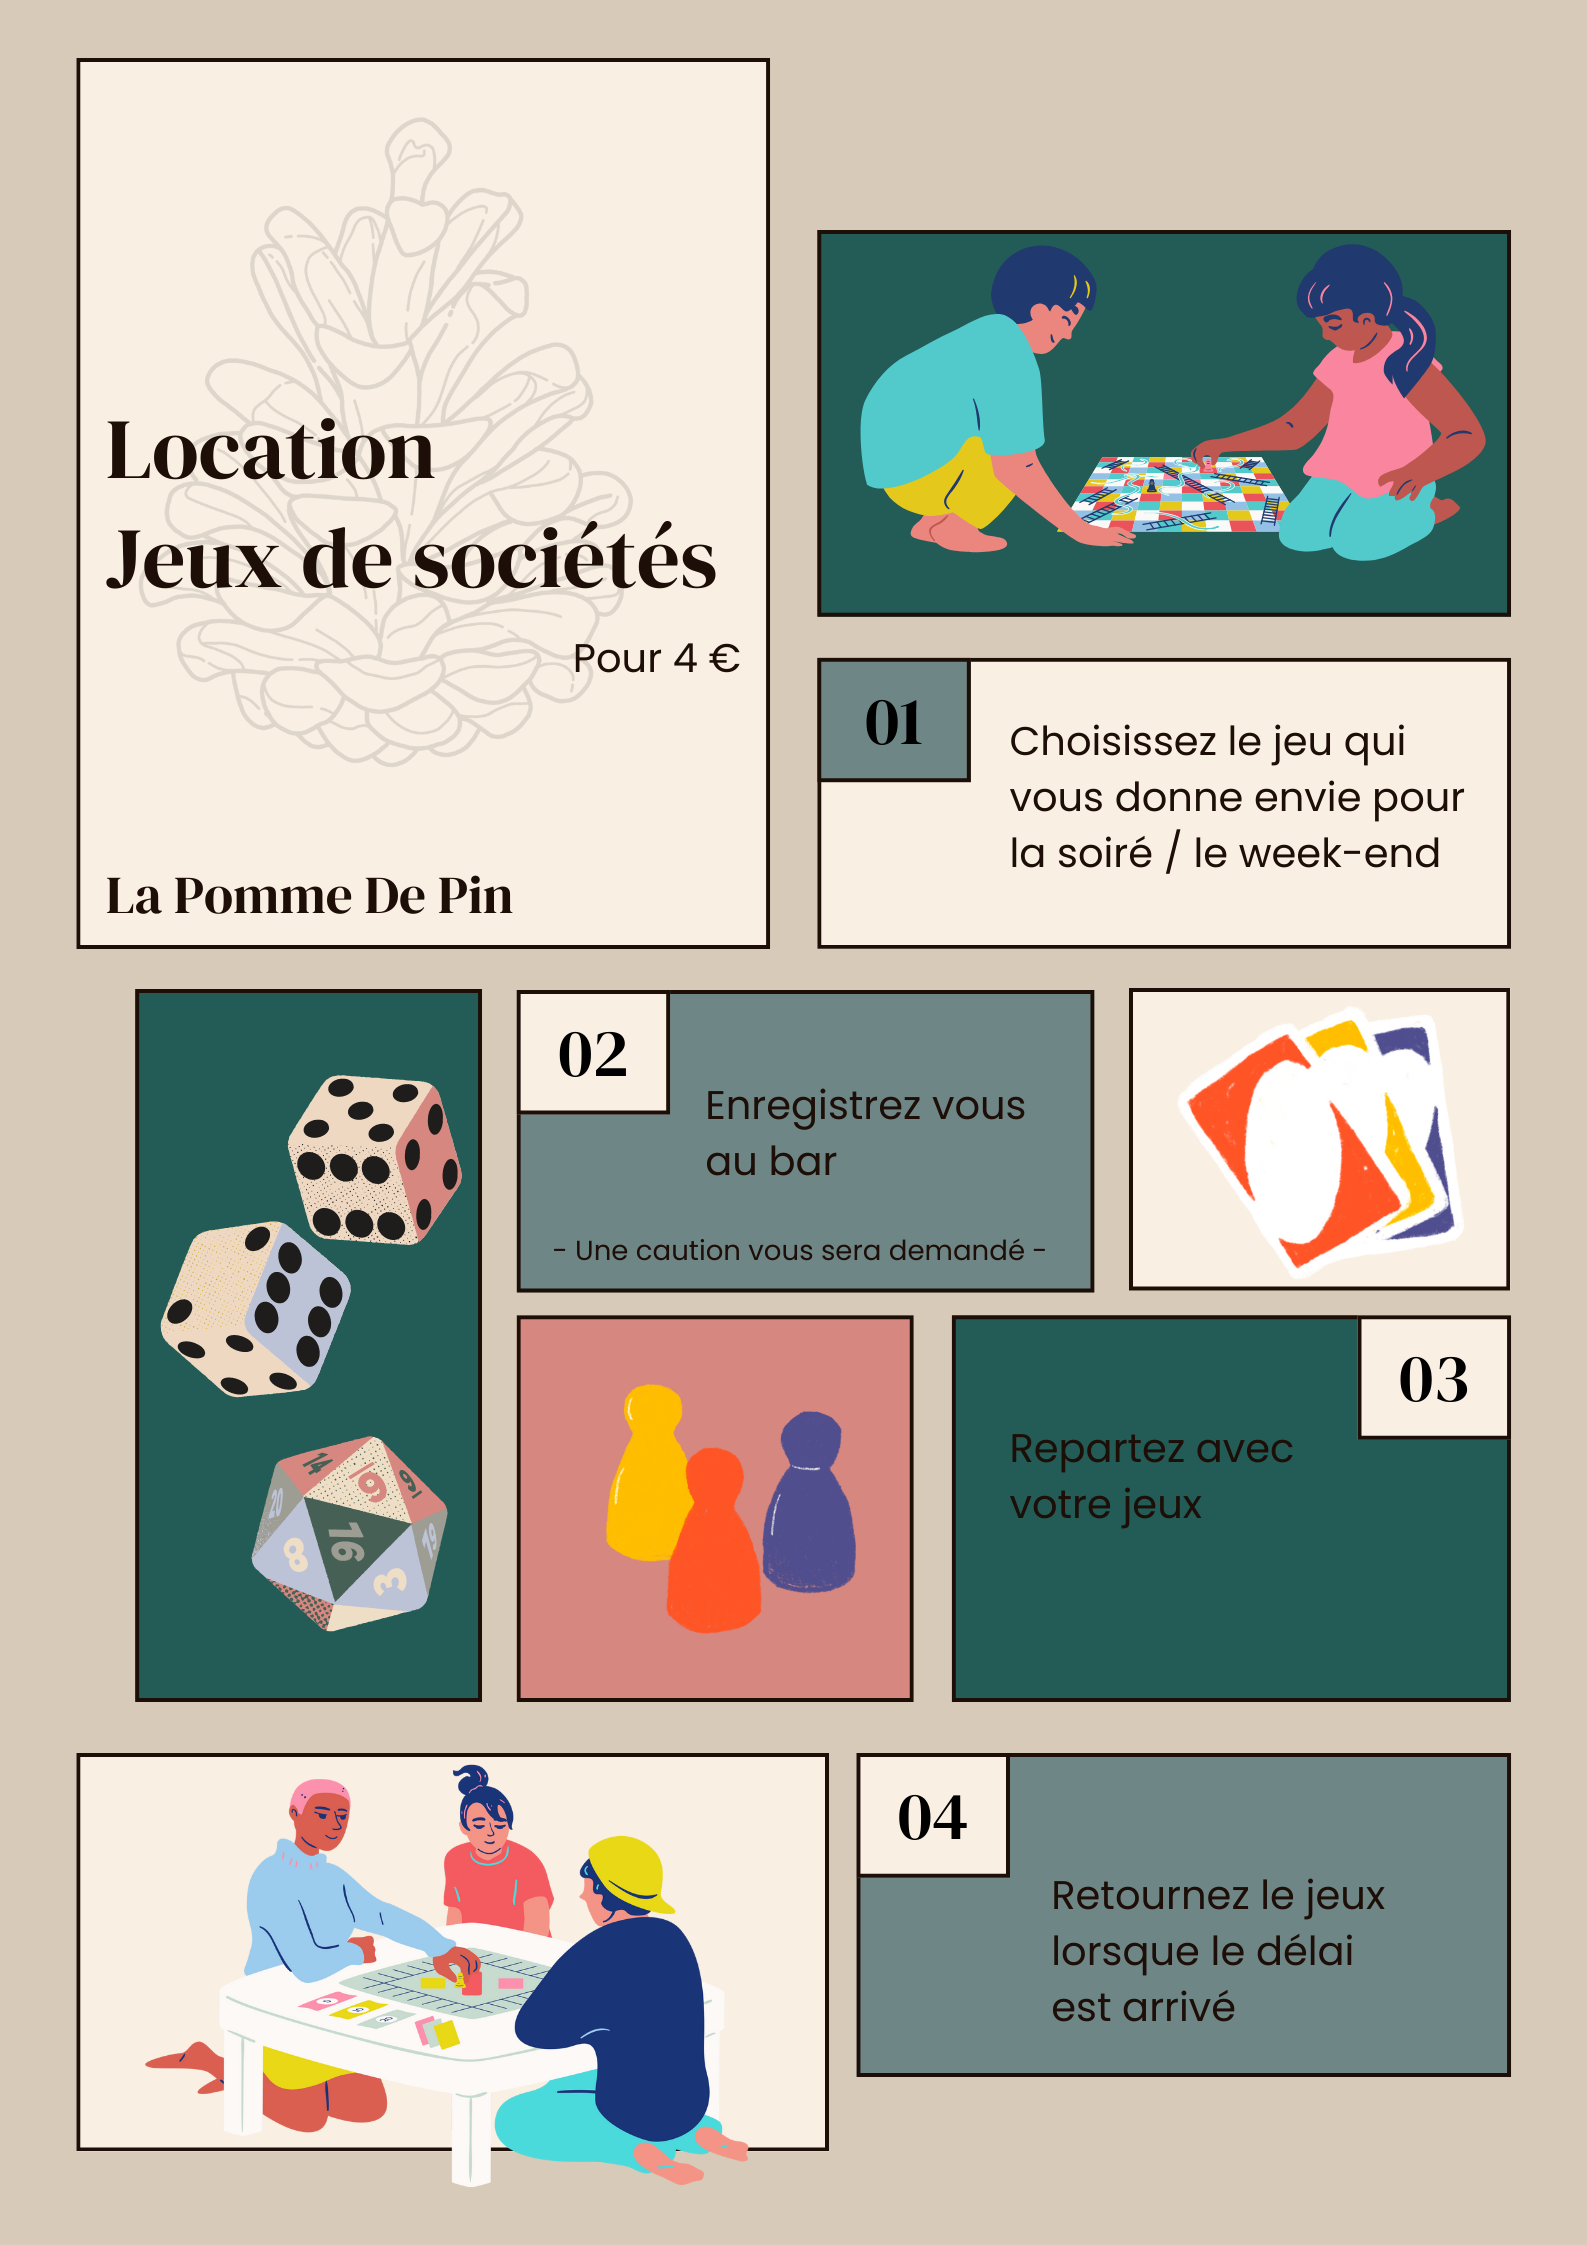 Location
Jeux de sociétés
Pour 4 €
La Pomme De Pin
01
Choisissez le jeu qui
vous donne envie pour
la soiré / le week-end
02
Enregistrez vous
au bar
- Une caution vous sera demandé -
03
Repartez avec
votre jeux
14
19
9
20
16
19
8
3
04
Retournez le jeux
lorsque le délai
est arrivé